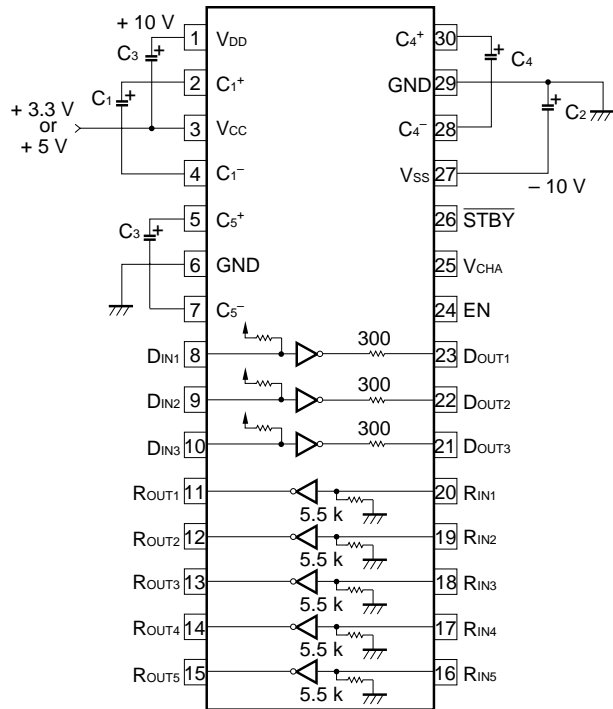 + 10 V
1 VDD C4+ 30
C3 + + C4
2 C1+ GND 29
C1 + + C2
+ 3.3 V
or
+ 5 V
3 VCC C4− 28
4 C1− VSS 27
− 10 V
5 C5+ STBY 26
C3 +
6 GND VCHA 25
7 C5− EN 24
300
DIN1 8 23 DOUT1
300
DIN2 9 22 DOUT2
300
DIN3 10 21 DOUT3
ROUT1 11 20 RIN1
5.5 k
ROUT2 12 19 RIN2
5.5 k
ROUT3 13 18 RIN3
5.5 k
ROUT4 14 17 RIN4
5.5 k
ROUT5 15 16 RIN5
5.5 k